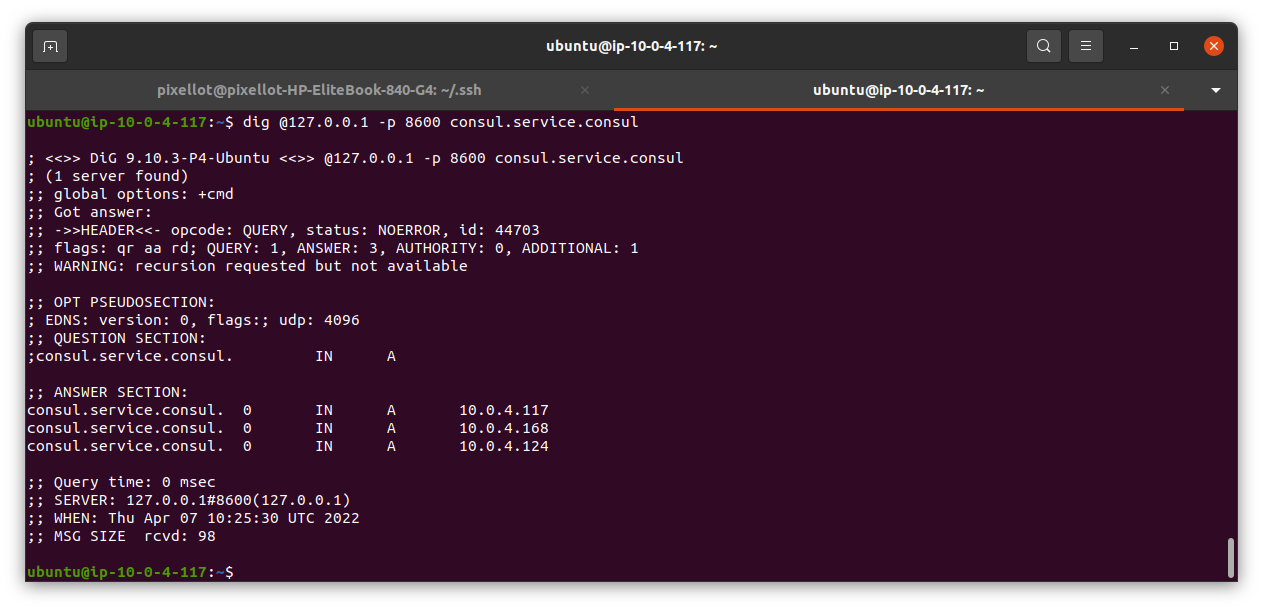 ubuntu@ip-10-0-4-117: ~
pixellot@pixellot-HP-EliteBook-840-G4: ~/.ssh
ubuntu@ip-10-0-4-117: ~
ubuntu@ip-10-0-4-117:~$ dig @127.0.0.1 -p 8600 consul.service.consul
; <<>> DiG 9.10.3-P4-Ubuntu <<>> @127.0.0.1 -p 8600 consul.service.consul
; (1 server found)
;; global options: +cmd
;; Got answer:
;; ->>HEADER<<- opcode: QUERY, status: NOERROR, id: 44703
;; flags: qr aa rd; QUERY: 1, ANSWER: 3, AUTHORITY: 0, ADDITIONAL: 1
;; WARNING: recursion requested but not available
;; OPT PSEUDOSECTION:
; EDNS: version: 0, flags:; udp: 4096
;; QUESTION SECTION:
;consul.service.consul.         IN      A
;; ANSWER SECTION:
consul.service.consul.  0       IN      A       10.0.4.117
consul.service.consul.  0       IN      A       10.0.4.168
consul.service.consul.  0       IN      A       10.0.4.124
;; Query time: 0 msec
;; SERVER: 127.0.0.1#8600(127.0.0.1)
;; WHEN: Thu Apr 07 10:25:30 UTC 2022
;; MSG SIZE  rcvd: 98
ubuntu@ip-10-0-4-117:~$